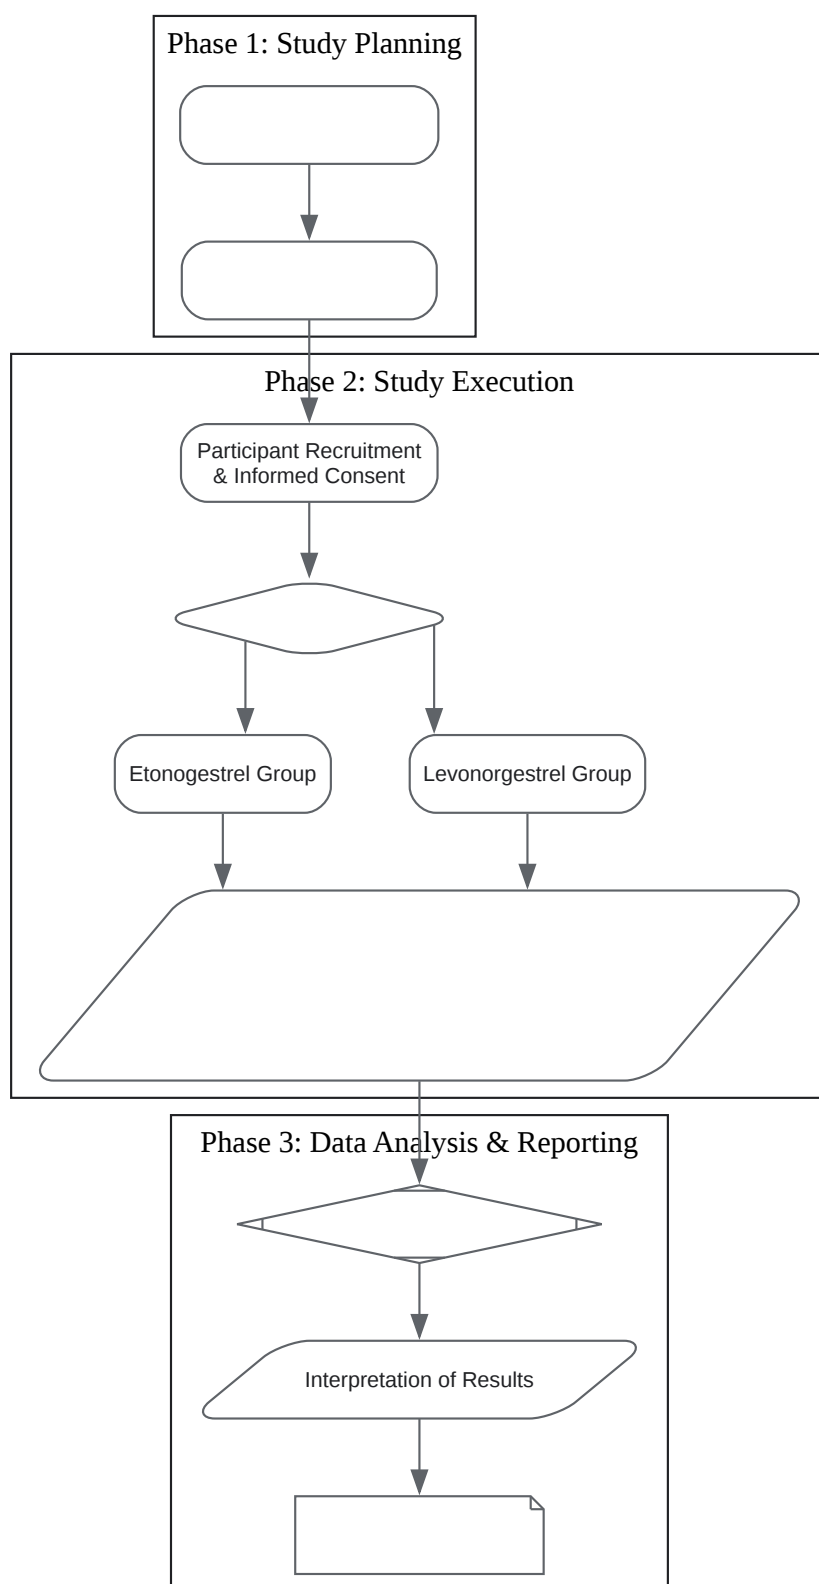 Phase 1: Study Planning
Phase 2: Study Execution
Participant Recruitment
& Informed Consent
Etonogestrel Group
Levonorgestrel Group
Phase 3: Data Analysis & Reporting
Interpretation of Results